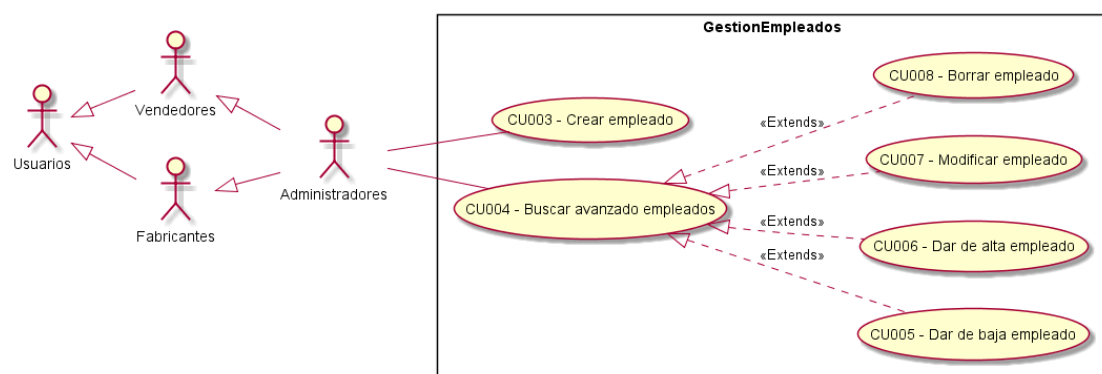 GestionEmpleados
CU008 - Borrar empleado
Vendedores
CU003 - Crear empleado
«Extends»
Usuarios
CU007 - Modificar empleado
«Extends»
Administradores
CU004 - Buscar avanzado empleados
«Extends»
Fabricantes
CU006 - Dar de alta empleado
«Extends»
CU005 - Dar de baja empleado